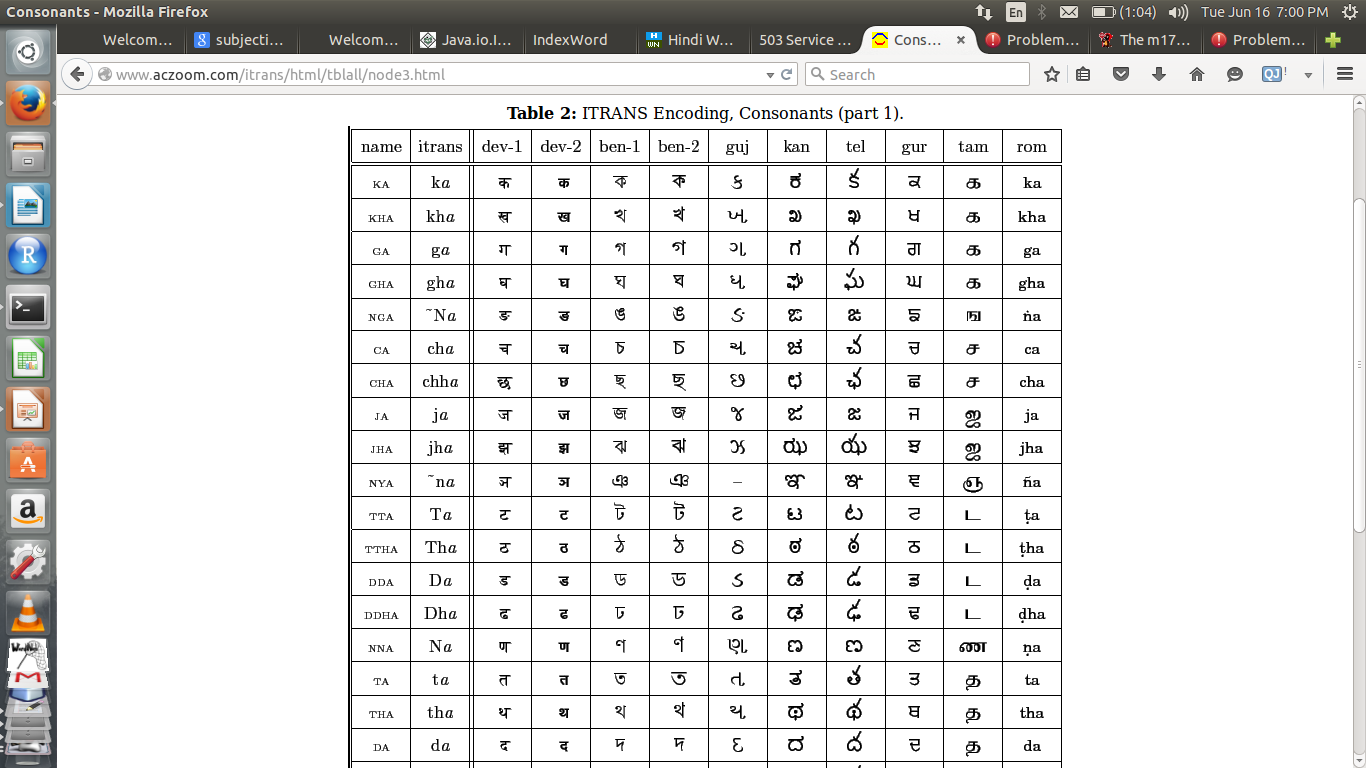 Consonants - Mozilla Firefox
En
(1:04)
Tue Jun 16 7:00 PM
Welcom...
subjecti...
Welcom...
Java.io.I...
IndexWord
Hindi W...
503 Service ...
Cons...
Problem...
The m17...
Problem...
www.aczoom.com/itrans/html/tblall/node3.html
Search
Table 2: ITRANS Encoding, Consonants (part 1).
name itrans dev-1 dev-2 ben-1 ben-2 guj kan tel gur tam rom
KA ka क क ক ক ક ಕ క ਕ க ka
KHA kha ख ख খ খ ખ ಖ ఖ ਖ க kha
GA ga ग ग গ গ ગ ಗ గ ਗ க ga
GHA gha घ घ ঘ ঘ ઘ ಘ ఘ ਘ க gha
NGA ~Na ङ ङ ঙ ঙ ઙ ಙ ఙ ਙ ங ṅa
CA cha च च চ চ ચ ಚ చ ਚ ச ca
CHA chha छ छ ছ ছ છ ಛ ఛ ਛ ச cha
JA ja ज ज জ জ જ ಜ జ ਜ ஜ ja
JHA jha झ झ ঝ ঝ ઝ ಝ ఝ ਝ ஜ jha
NYA ~na ञ ञ ঞ ঞ – ಞ ఞ ਞ ஞ ña
TTA Ta ट ट ট ট ટ ಟ ట ਟ ட ṭa
TTHA Tha ठ ठ ঠ ঠ ઠ ಠ ఠ ਠ ட ṭha
DDA Da ड ड ড ড ડ ಡ డ ਡ ட ḍa
DDHA Dha ढ ढ ঢ ঢ ઢ ಢ ఢ ਢ ட ḍha
NNA Na ण ण ণ ণ ણ ಣ ణ ਣ ண ṇa
TA ta त त ত ত ત ತ త ਤ த ta
THA tha थ थ থ থ થ ಥ థ ਥ த tha
DA da द द দ দ દ ದ ద ਦ த da